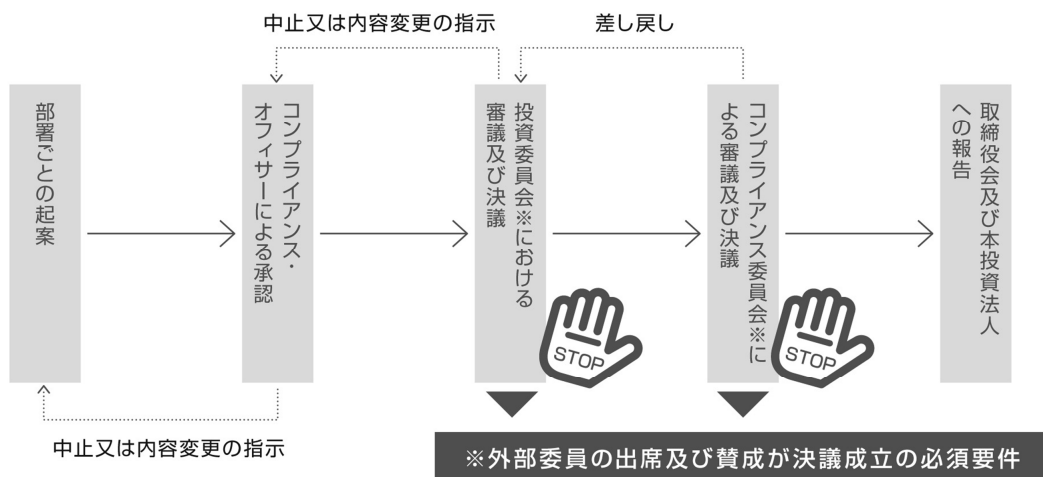 中止又は内容変更の指示
差し戻し
部署ごとの起案
コンプライアンス・
オフィサーによる承認
投資委員会※における
審議及び決議
コンプライアンス委員会※に
よる審議及び決議
取締役会及び本投資法人
への報告
STOP
STOP
中止又は内容変更の指示
※外部委員の出席及び賛成が決議成立の必須要件